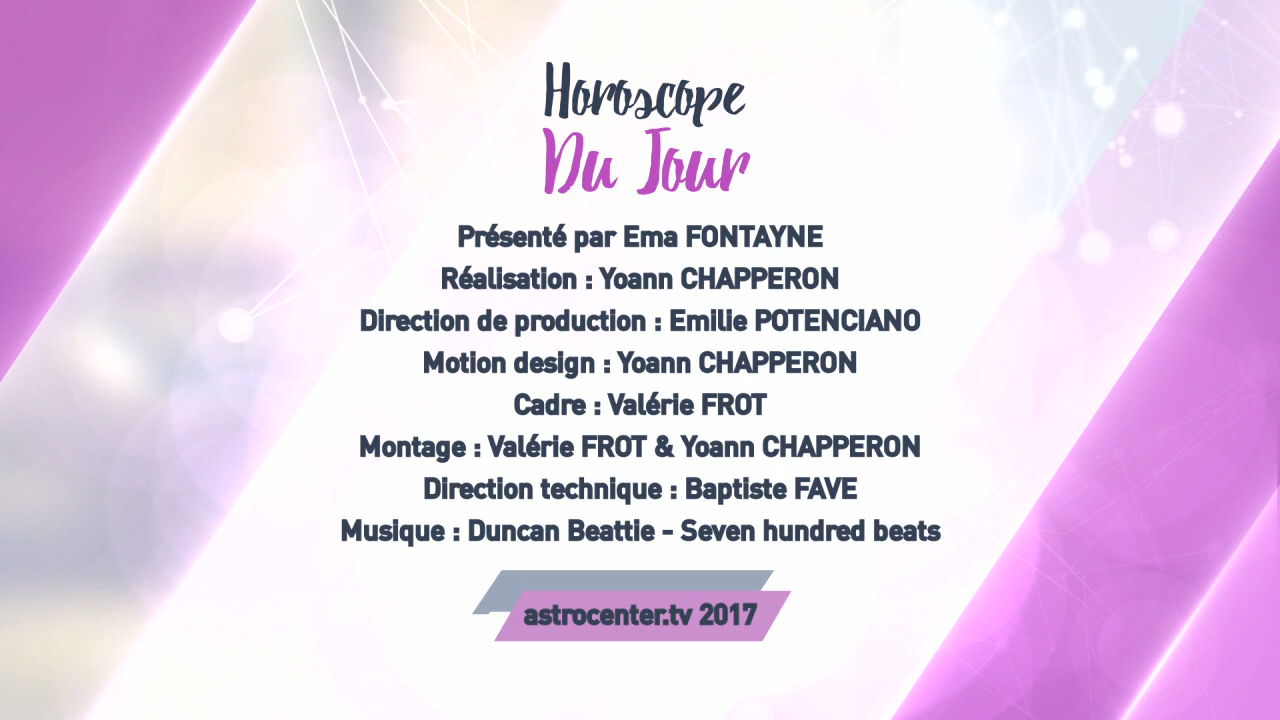 Horoscope
Du Jour
Présenté par Ema FONTAYNE
Réalisation : Yoann CHAPPERON
Direction de production : Emilie POTENCIANO
Motion design : Yoann CHAPPERON
Cadre : Valérie FROT
Montage : Valérie FROT & Yoann CHAPPERON
Direction technique : Baptiste FAVE
Musique : Duncan Beattie - Seven hundred beats
astrocenter.tv 2017